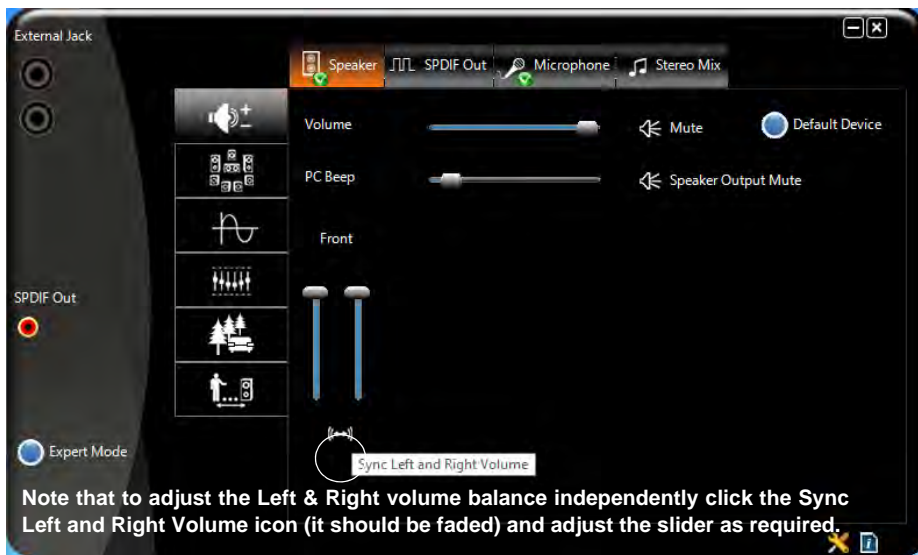 External Jack
Speaker
SPDIF Out
Microphone
Stereo Mix
Volume
Mute
Default Device
PC Beep
Speaker Output Mute
Front
SPDIF Out
Expert Mode
Sync Left and Right Volume
Note that to adjust the Left & Right volume balance independently click the Sync
Left and Right Volume icon (it should be faded) and adjust the slider as required.